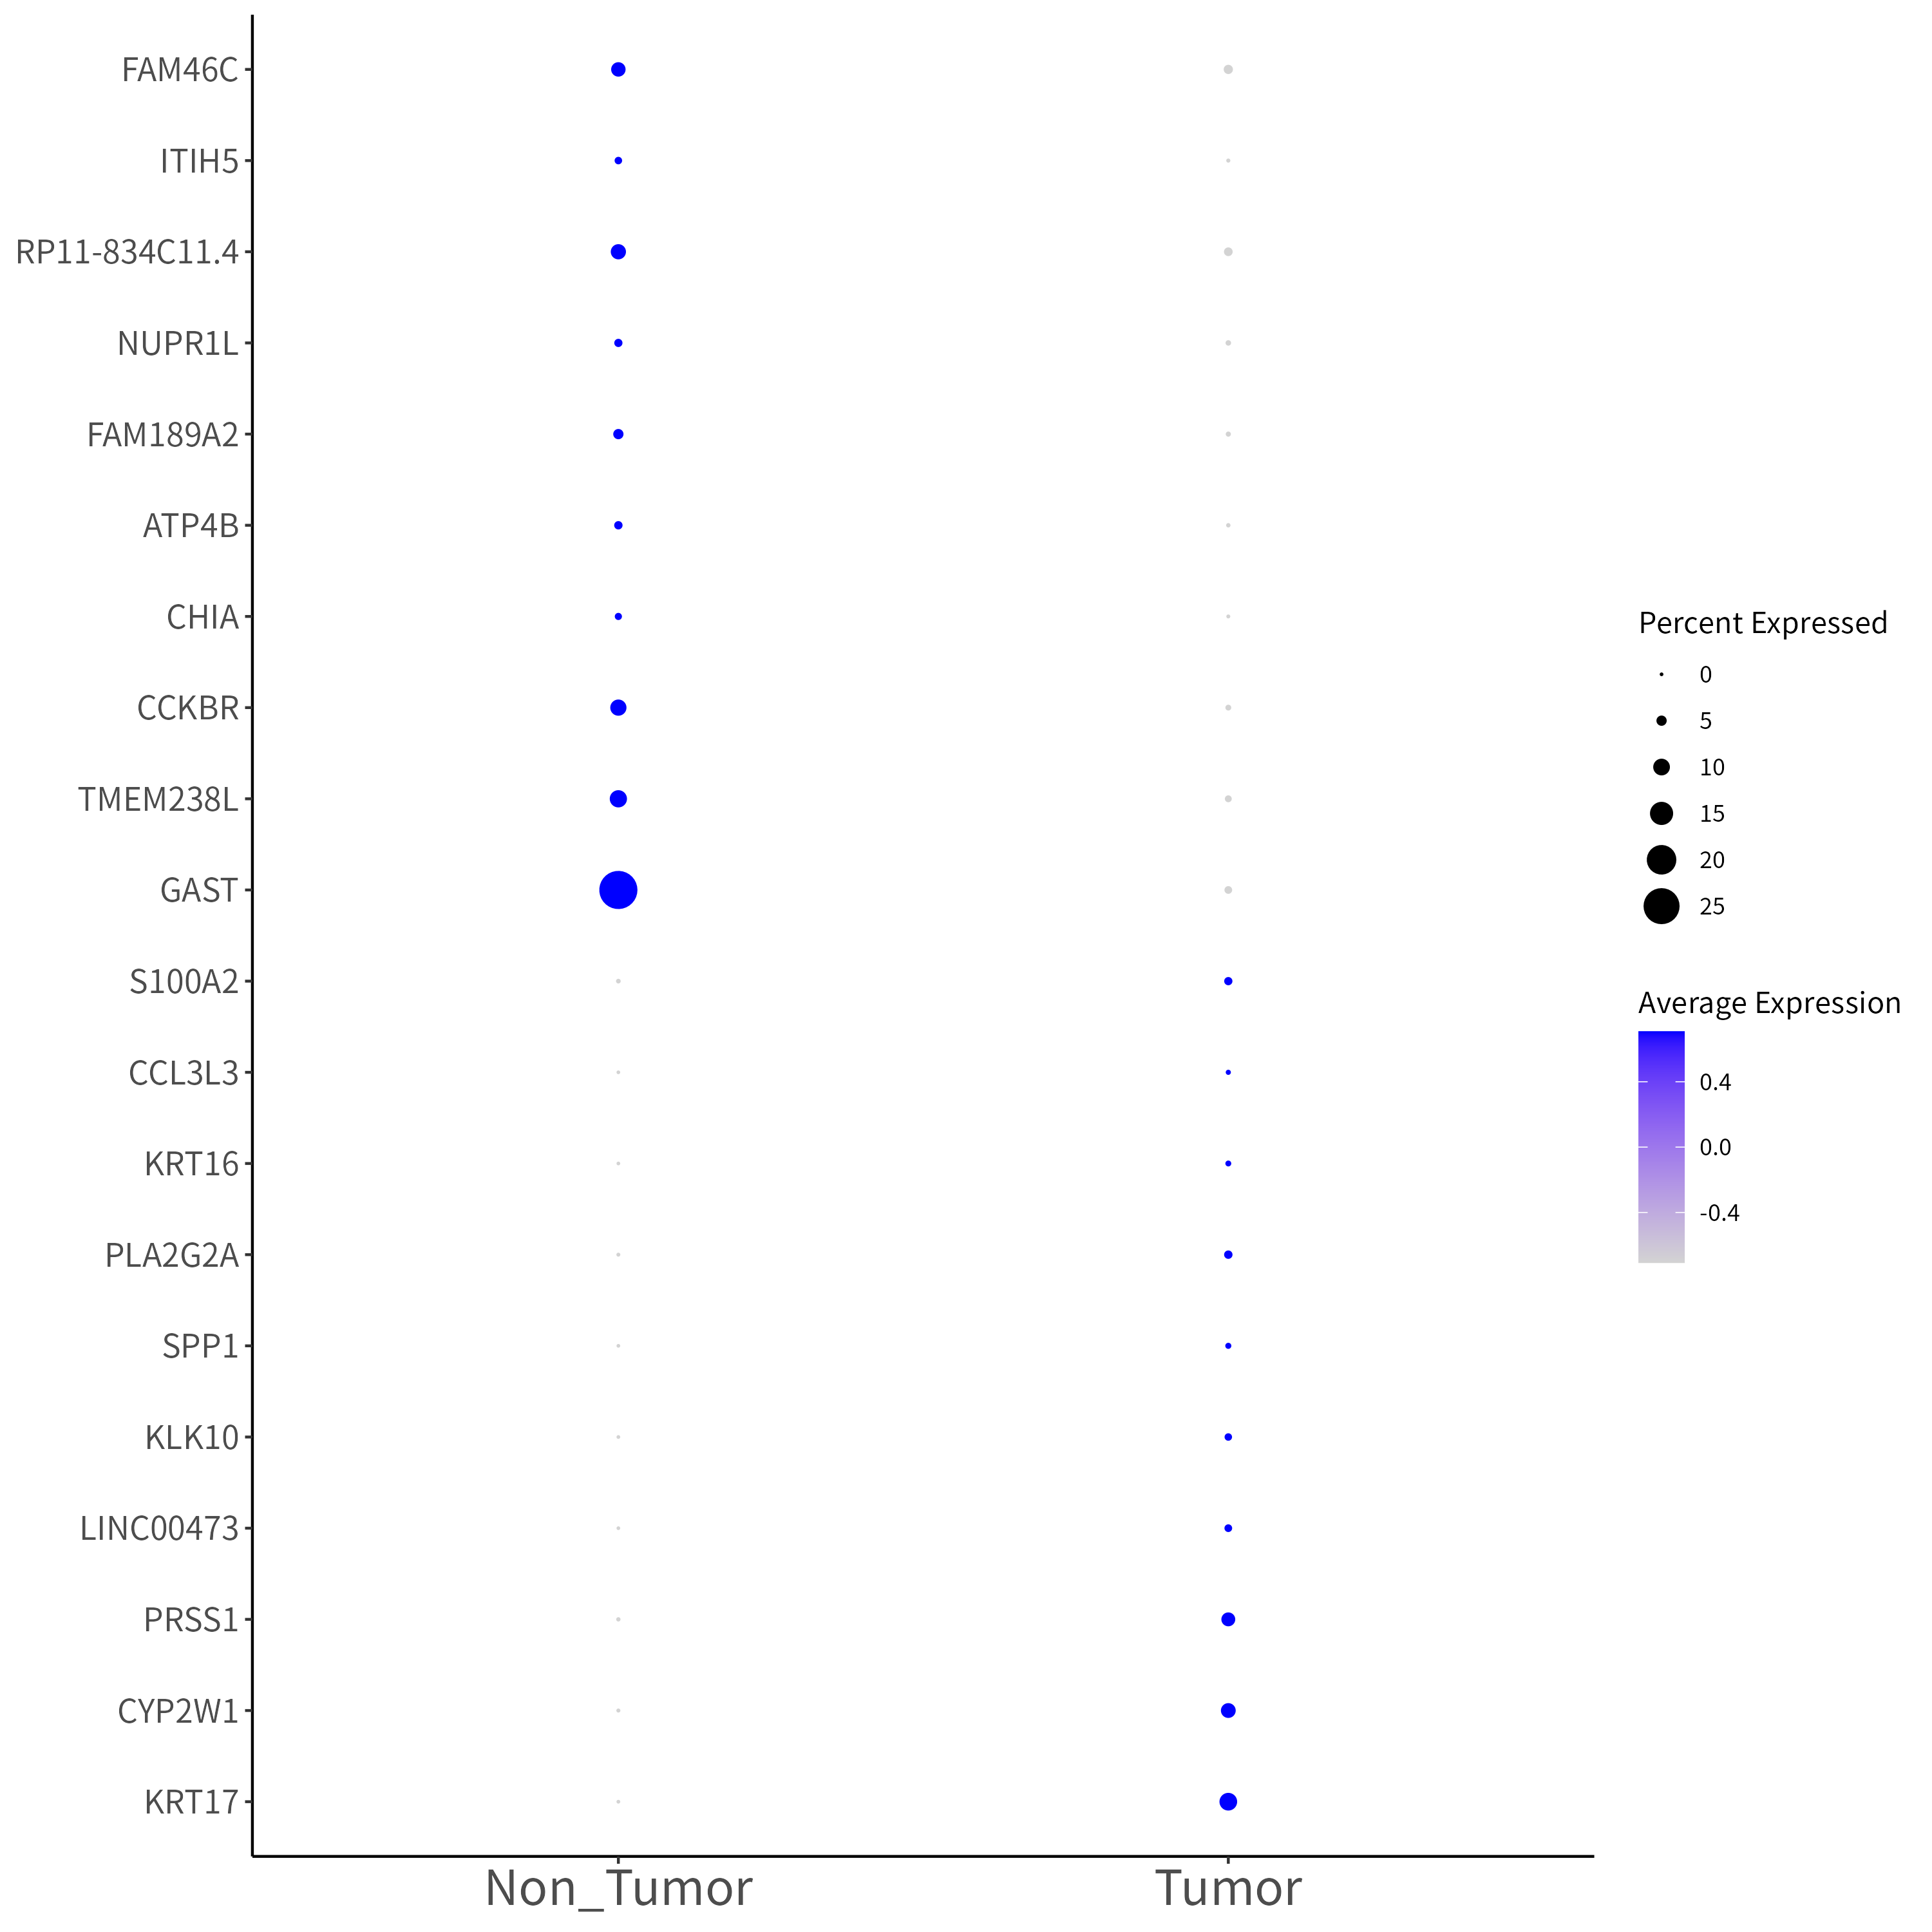 FAM46C
ITIH5
RP11-834C11.4
NUPR1L
FAM189A2
ATP4B
CHIA
CCKBR
TMEM238L
GAST
S100A2
CCL3L3
KRT16
PLA2G2A
SPP1
KLK10
LINC00473
PRSS1
CYP2W1
KRT17
Non_Tumor
Tumor
Percent Expressed
0
5
10
15
20
25
Average Expression
0.4
0.0
-0.4